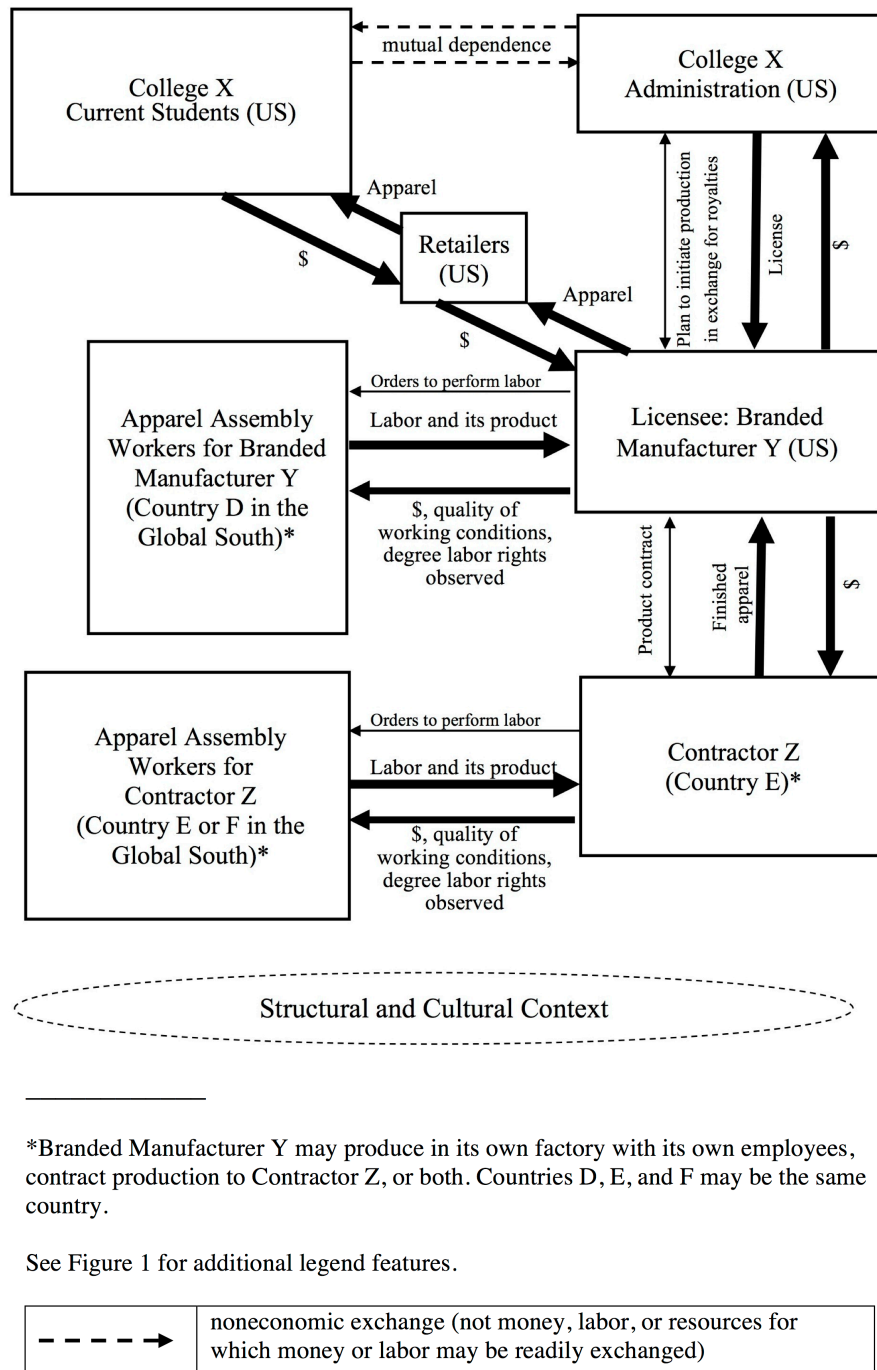 mutual dependence
College X
Current Students (US)
College X
Administration (US)
Apparel
$
Retailers
(US)
Apparel
$
Plan to initiate production
in exchange for royalties
License
$
Apparel Assembly
Workers for Branded
Manufacturer Y
(Country D in the
Global South)*
Orders to perform labor
Labor and its product
$, quality of
working conditions,
degree labor rights
observed
Licensee: Branded
Manufacturer Y (US)
Product contract
Finished
apparel
$
Apparel Assembly
Workers for
Contractor Z
(Country E or F in the
Global South)*
Orders to perform labor
Labor and its product
$, quality of
working conditions,
degree labor rights
observed
Contractor Z
(Country E)*
Structural and Cultural Context
*Branded Manufacturer Y may produce in its own factory with its own employees,
contract production to Contractor Z, or both. Countries D, E, and F may be the same
country.
See Figure 1 for additional legend features.
noneconomic exchange (not money, labor, or resources for
which money or labor may be readily exchanged)